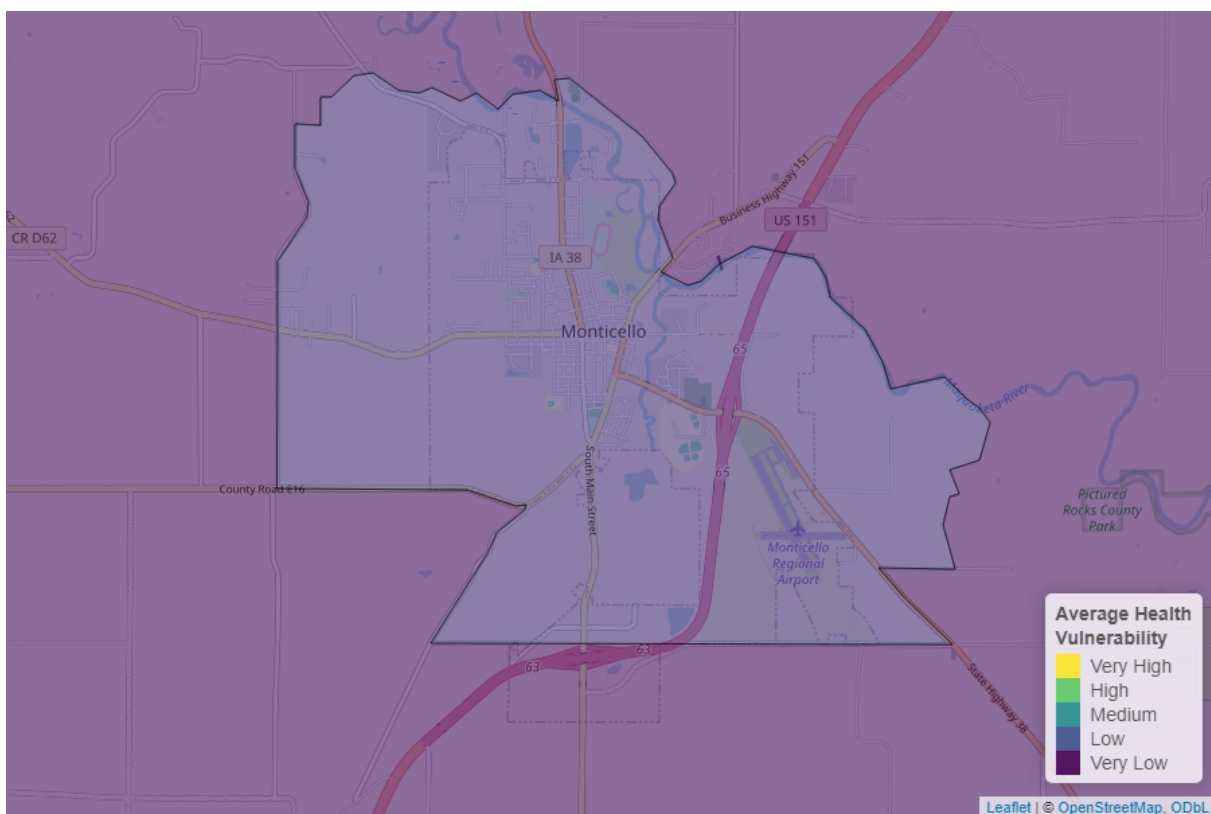 CR D62
62
IA 38
Business Highway 151
US 151
Monticello
65
Maquoketa River
65
South Main Street
County Road E16
Pictured
Rocks County
Park
Monticello
Regional
Airport
63
63
State Highway 38
Average Health
Vulnerability
Very High
High
Medium
Low
Very Low
Leaflet | © OpenStreetMap, ODbL